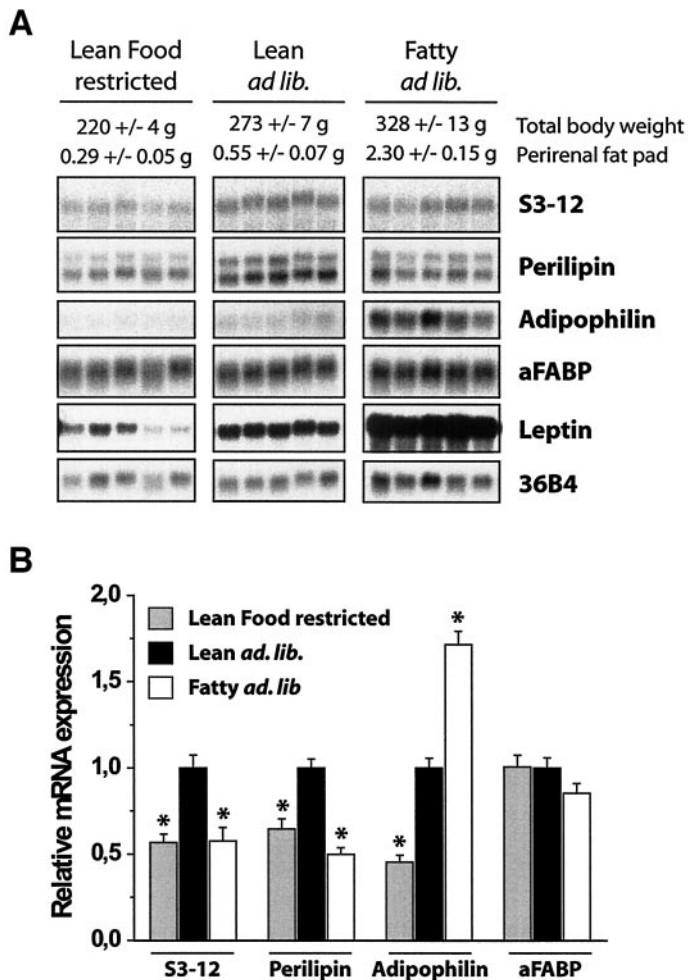 A
Lean Food restricted
Lean ad lib.
Fatty ad lib.
220 +/- 4 g
273 +/- 7 g
328 +/- 13 g
Total body weight
0.29 +/- 0.05 g
0.55 +/- 0.07 g
2.30 +/- 0.15 g
Perirenal fat pad
S3-12
Perilipin
Adipophilin
aFABP
Leptin
36B4
B
Relative mRNA expression
2,0
1,5
1,0
0,5
0,0
Lean Food restricted
Lean ad. lib.
Fatty ad. lib
* * * * * *
S3-12 Perilipin Adipophilin aFABP